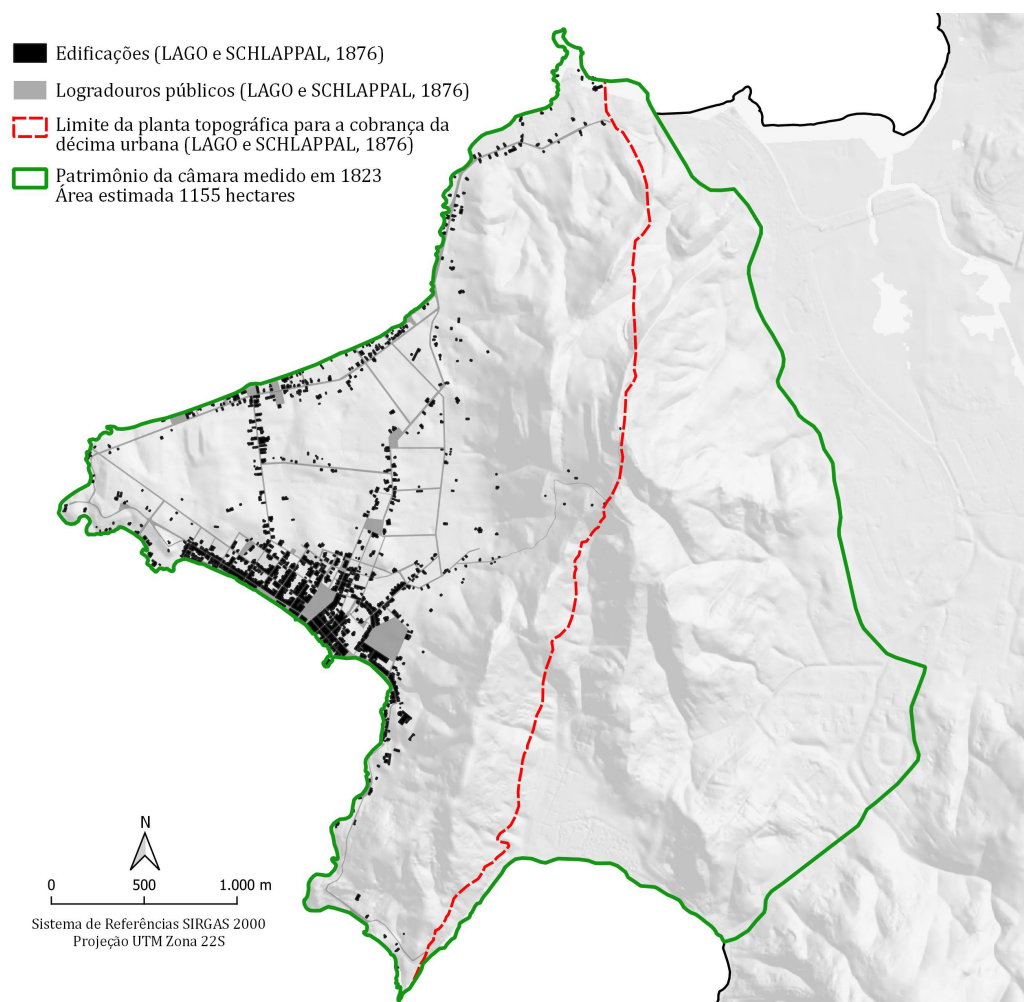 Edificações (LAGO e SCHLAPPAL, 1876)
Logradouros públicos (LAGO e SCHLAPPAL, 1876)
Limite da planta topográfica para a cobrança da
décima urbana (LAGO e SCHLAPPAL, 1876)
Patrimônio da câmara medido em 1823
Área estimada 1155 hectares
N
0 500 1.000 m
Sistema de Referências SIRGAS 2000
Projeção UTM Zona 22S